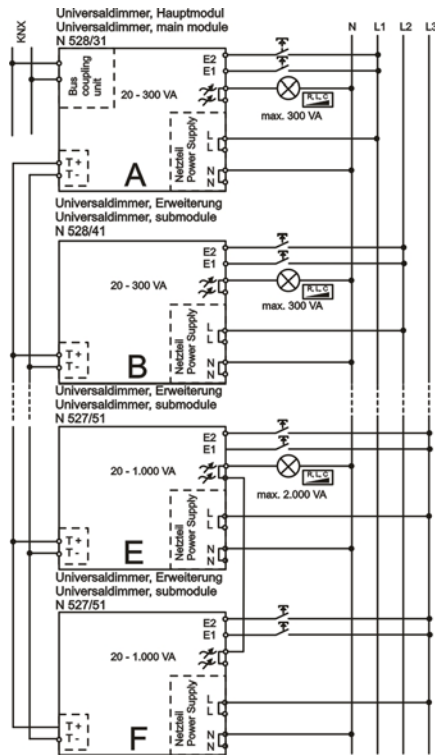 KNX
Universaldimmer, Hauptmodul
Universaldimmer, main module
N 528/31
N L1 L2 L3
Bus coupling unit
20 - 300 VA
E2
E1
R, L, C
max. 300 VA
Netzteil
Power Supply
L
L
N
N
T+
T-
A
Universaldimmer, Erweiterung
Universaldimmer, submodule
N 528/41
E2
E1
20 - 300 VA
R, L, C
max. 300 VA
Netzteil
Power Supply
L
L
N
N
T+
T-
B
Universaldimmer, Erweiterung
Universaldimmer, submodule
N 527/51
E2
E1
20 - 1.000 VA
R, L, C
max. 2.000 VA
Netzteil
Power Supply
L
L
N
N
T+
T-
E
Universaldimmer, Erweiterung
Universaldimmer, submodule
N 527/51
E2
E1
20 - 1.000 VA
Netzteil
Power Supply
L
L
N
N
T+
T-
F